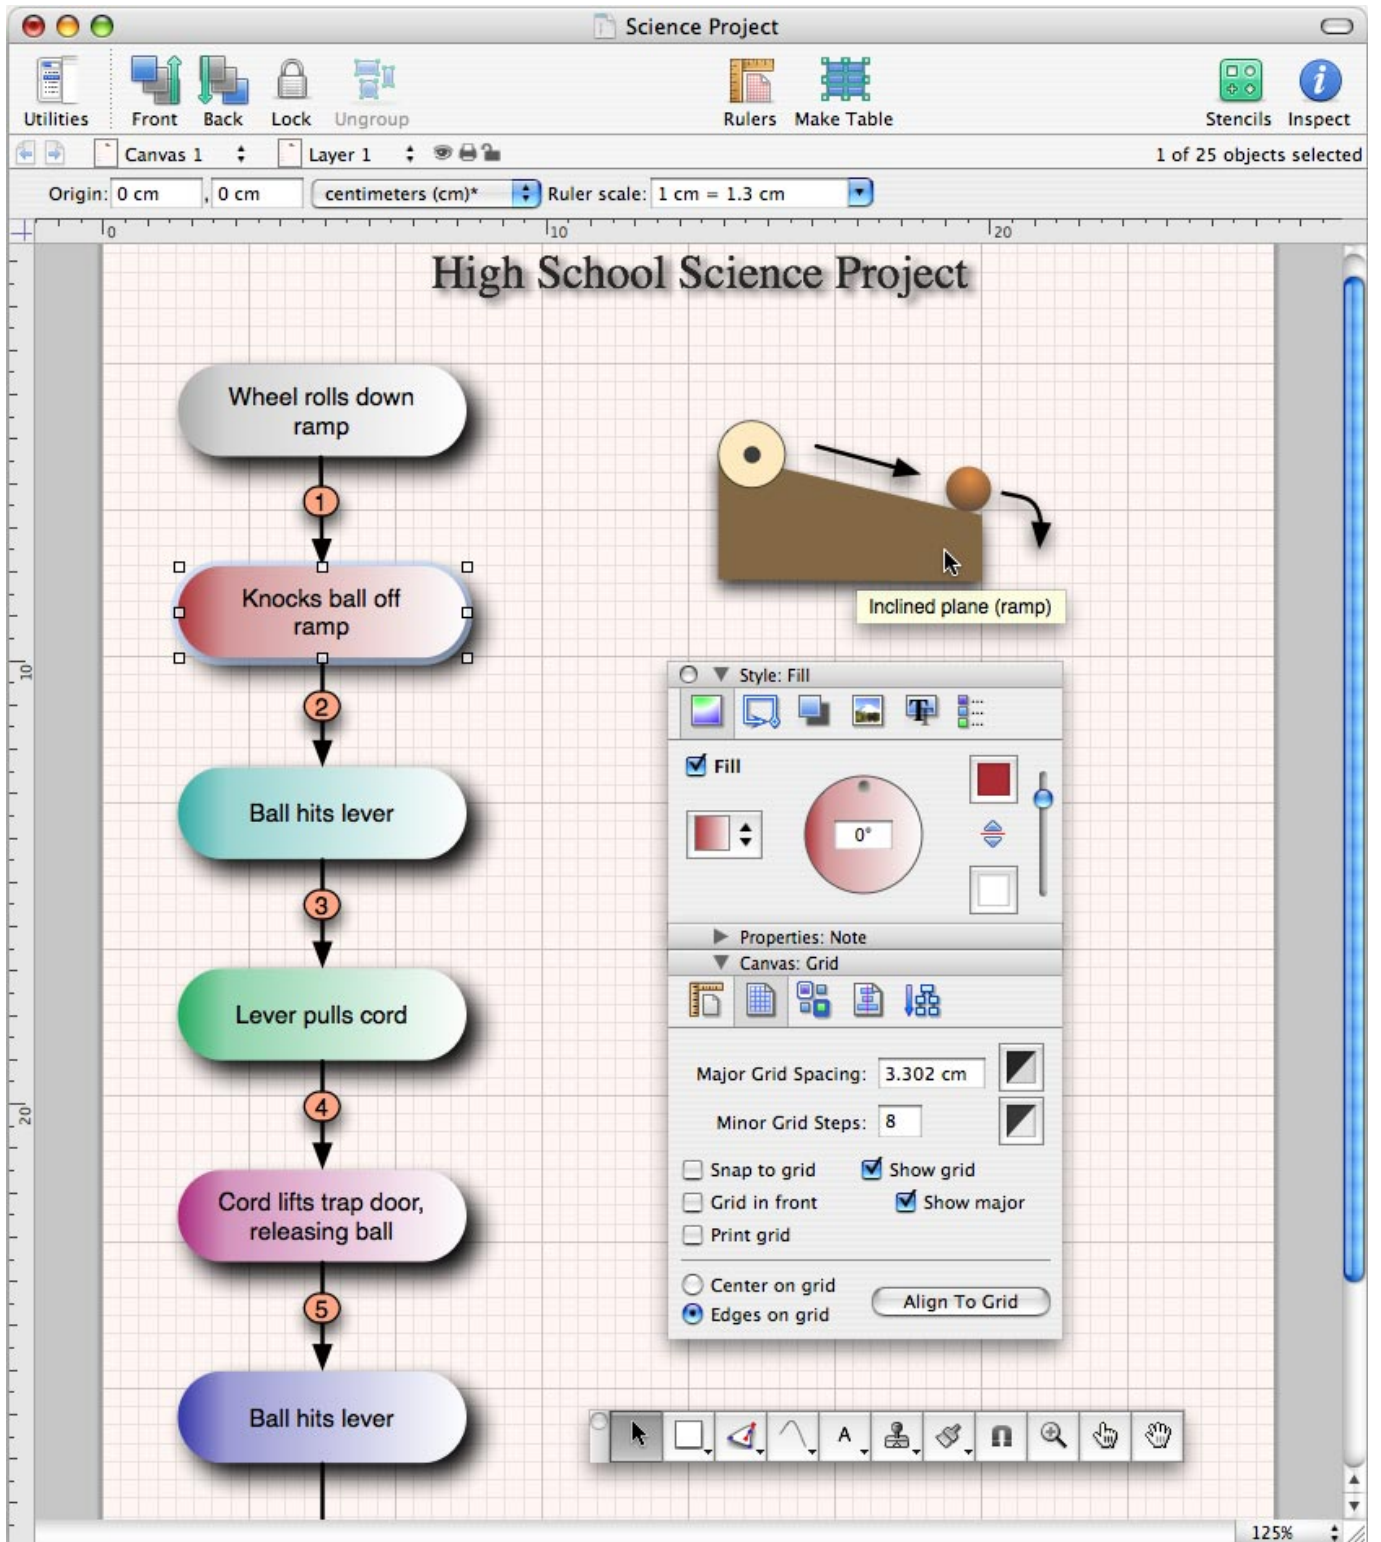 Science Project
Utilities Front Back Lock Ungroup Rulers Make Table Stencils Inspect
Canvas 1 Layer 1 1 of 25 objects selected
Origin: 0 cm , 0 cm centimeters (cm)* Ruler scale: 1 cm = 1.3 cm
0 10 20
High School Science Project
Wheel rolls down
ramp
1
Knocks ball off
ramp
2
Ball hits lever
3
Lever pulls cord
4
Cord lifts trap door,
releasing ball
5
Ball hits lever
10
20
Inclined plane (ramp)
Style: Fill
Fill
0°
Properties: Note
Canvas: Grid
Major Grid Spacing: 3.302 cm
Minor Grid Steps: 8
Snap to grid Show grid
Grid in front Show major
Print grid
Center on grid
Edges on grid
Align To Grid
A
125%